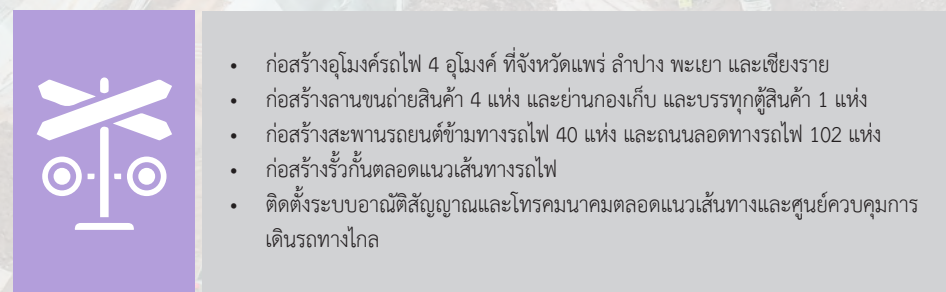 • ก่อสร้างอุโมงค์รถไฟ 4 อุโมงค์ ที่จังหวัดแพร่ ลำปาง พะเยา และเชียงราย
• ก่อสร้างลานขนถ่ายสินค้า 4 แห่ง และย่านกองเก็บ และบรรทุกตู้สินค้า 1 แห่ง
• ก่อสร้างสะพานรถยนต์ข้ามทางรถไฟ 40 แห่ง และถนนลอดทางรถไฟ 102 แห่ง
• ก่อสร้างรั้วกั้นตลอดแนวเส้นทางรถไฟ
• ติดตั้งระบบอาณัติสัญญาณและโทรคมนาคมตลอดแนวเส้นทางและศูนย์ควบคุมการ
เดินรถทางไกล